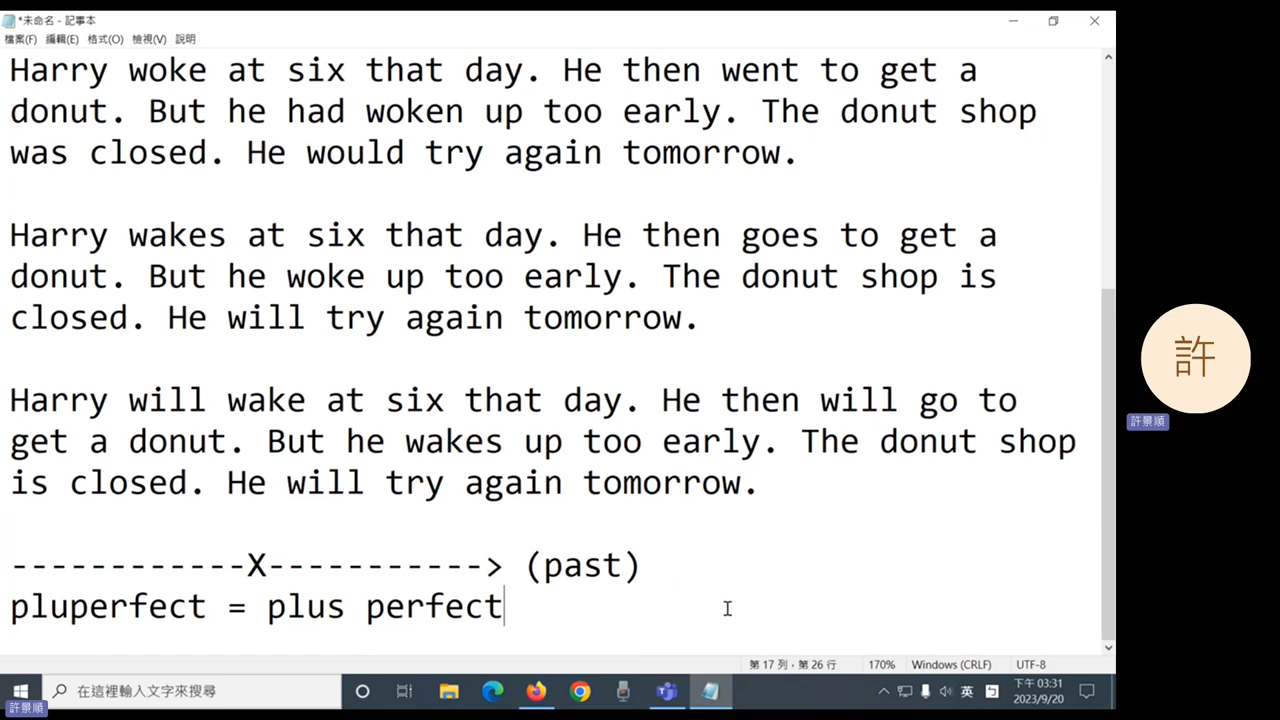 *未命名 - 記事本
檔案(F) 編輯(E) 格式(O) 檢視(V) 說明
Harry woke at six that day. He then went to get a
donut. But he had woken up too early. The donut shop
was closed. He would try again tomorrow.
Harry wakes at six that day. He then goes to get a
donut. But he woke up too early. The donut shop is
closed. He will try again tomorrow.
Harry will wake at six that day. He then will go to
get a donut. But he wakes up too early. The donut shop
is closed. He will try again tomorrow.
------------X-----------> (past)
pluperfect = plus perfect
第 17 列，第 26 行 170% Windows (CRLF) UTF-8
在這裡輸入文字來搜尋
英
下午 03:31
2023/9/20
許景順
許
許景順